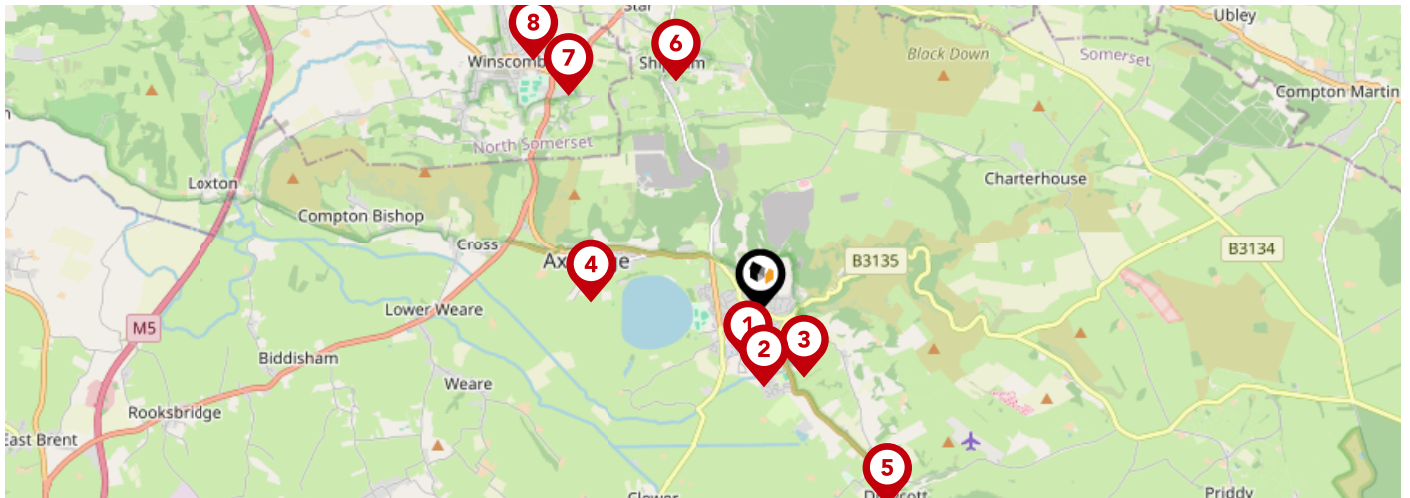 Star
Ubley
8
7
6
Black Down
Somerset
Compton Martin
North Somerset
Loxton
Charterhouse
Compton Bishop
Cross
B3134
B3135
4
Lower Weare
M5
1
2
3
Biddisham
Weare
Rooksbridge
East Brent
5
Priddy